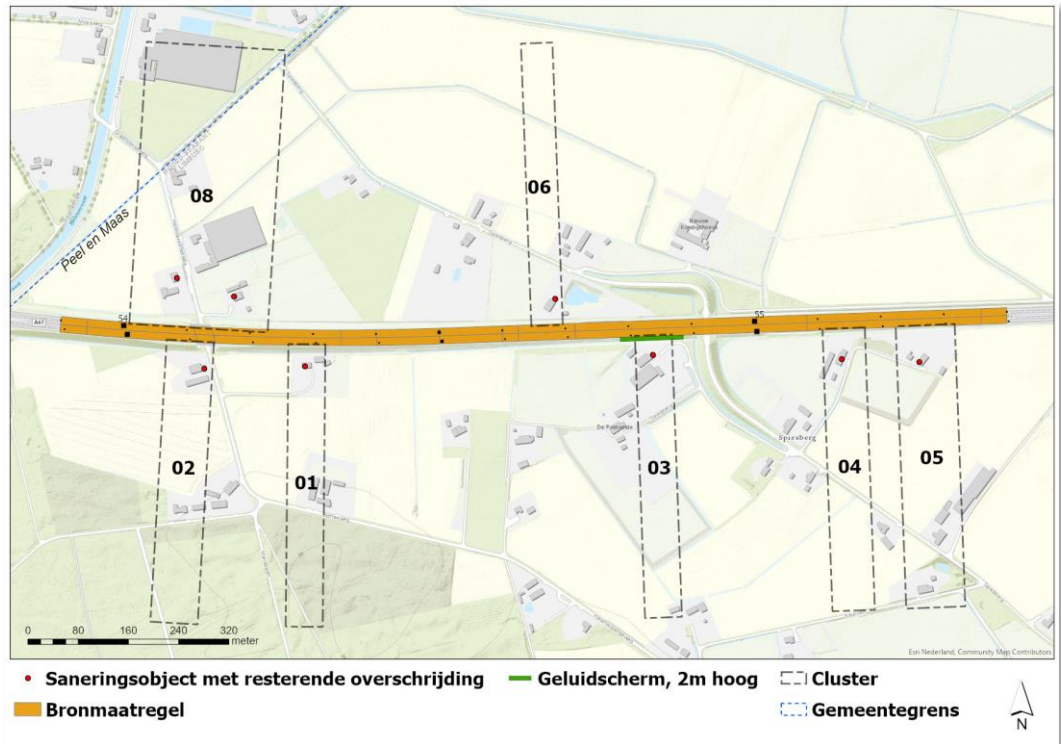 08
06
Peel en Maas
54
A67
55
De Pameelde
Spiesberg
02
01
03
04
05
0 80 160 240 320
meter
Esri Nederland, Community Map Contributors
Saneringsobject met resterende overschrijding
Geluidscherm, 2m hoog
Cluster
Bronmaatregel
Gemeentegrens
N